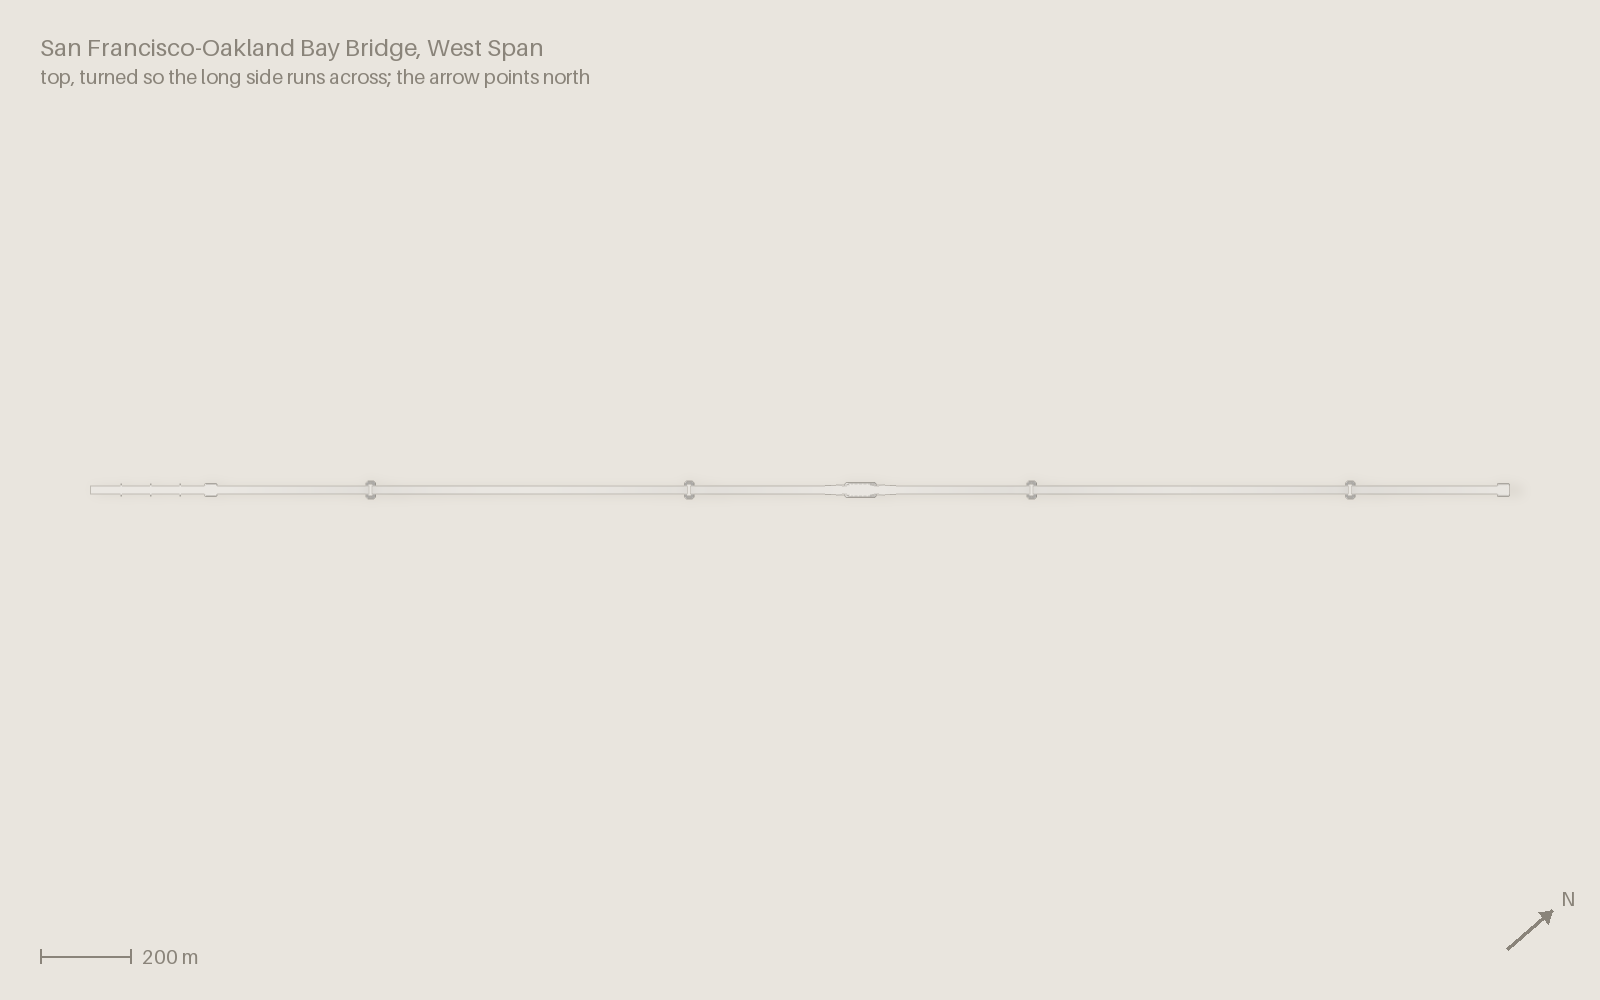 San Francisco-Oakland Bay Bridge, West Span
top, turned so the long side runs across; the arrow points north
N
200 m